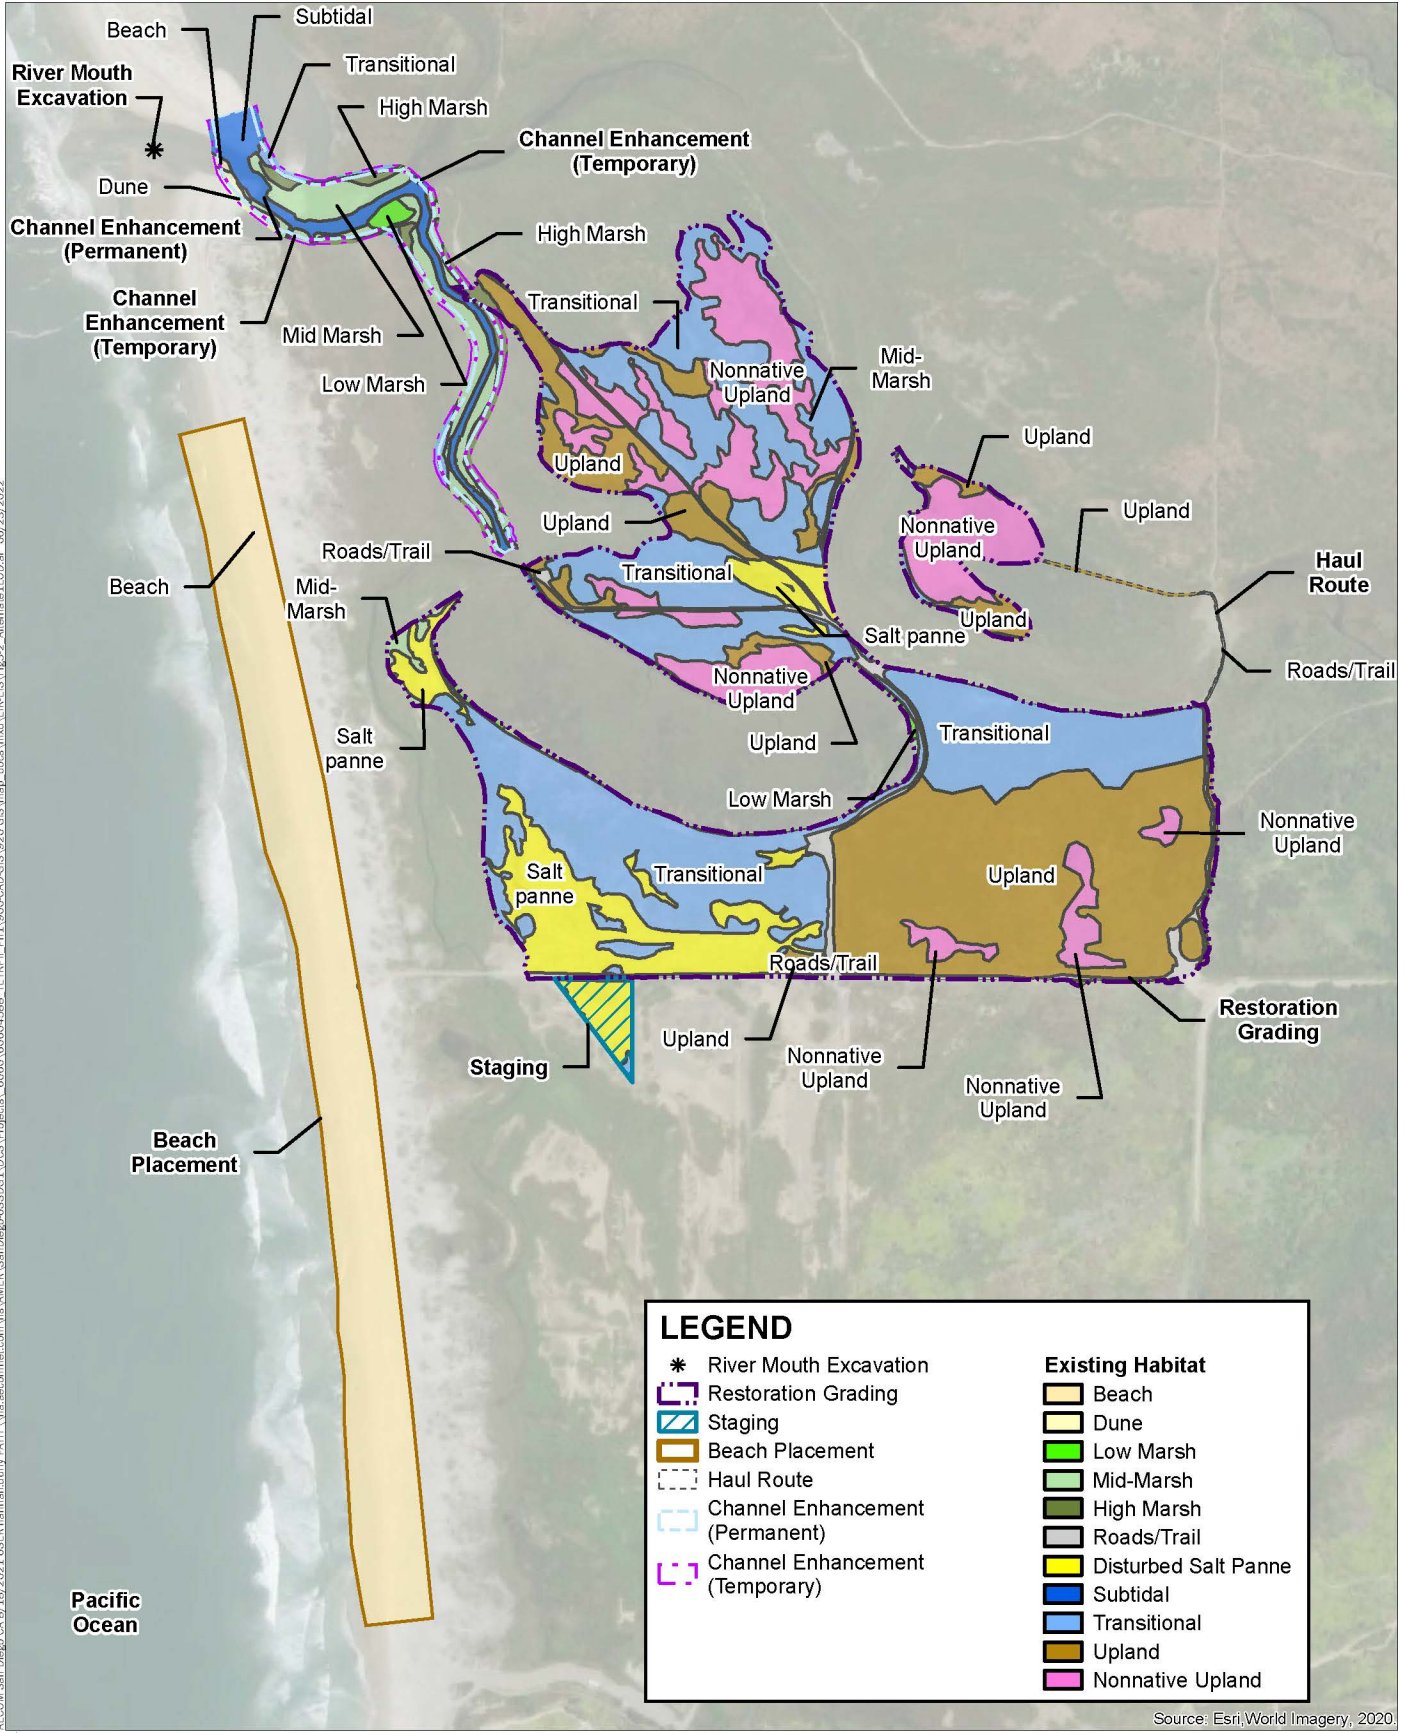 Subtidal
Beach
Transitional
River Mouth
Excavation
High Marsh
Channel Enhancement
(Temporary)
Dune
Channel Enhancement
(Permanent)
High Marsh
Channel
Enhancement
(Temporary)
Transitional
Mid Marsh
Mid-
Marsh
Nonnative
Upland
Low Marsh
Upland
Upland
Upland
Upland
Nonnative
Upland
Roads/Trail
Haul
Route
Transitional
Beach
Mid-
Marsh
Upland
Salt panne
Roads/Trail
Nonnative
Upland
Salt
panne
Upland
Transitional
Low Marsh
Nonnative
Upland
Salt
panne
Transitional
Upland
Roads/Trail
Restoration
Grading
Upland
Nonnative
Upland
Staging
Nonnative
Upland
Beach
Placement
LEGEND
River Mouth Excavation
Restoration Grading
Staging
Beach Placement
Haul Route
Channel Enhancement
(Permanent)
Channel Enhancement
(Temporary)
Existing Habitat
Beach
Dune
Low Marsh
Mid-Marsh
High Marsh
Roads/Trail
Disturbed Salt Panne
Subtidal
Transitional
Upland
Nonnative Upland
Pacific
Ocean
Source: Esri,World Imagery, 2020.